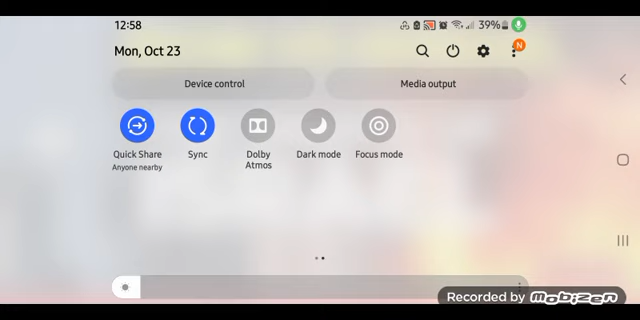 12:58
39%
Mon, Oct 23
N
Device control
Media output
Quick Share
Anyone nearby
Sync
Dolby
Atmos
Dark mode
Focus mode
Recorded by Mobizen